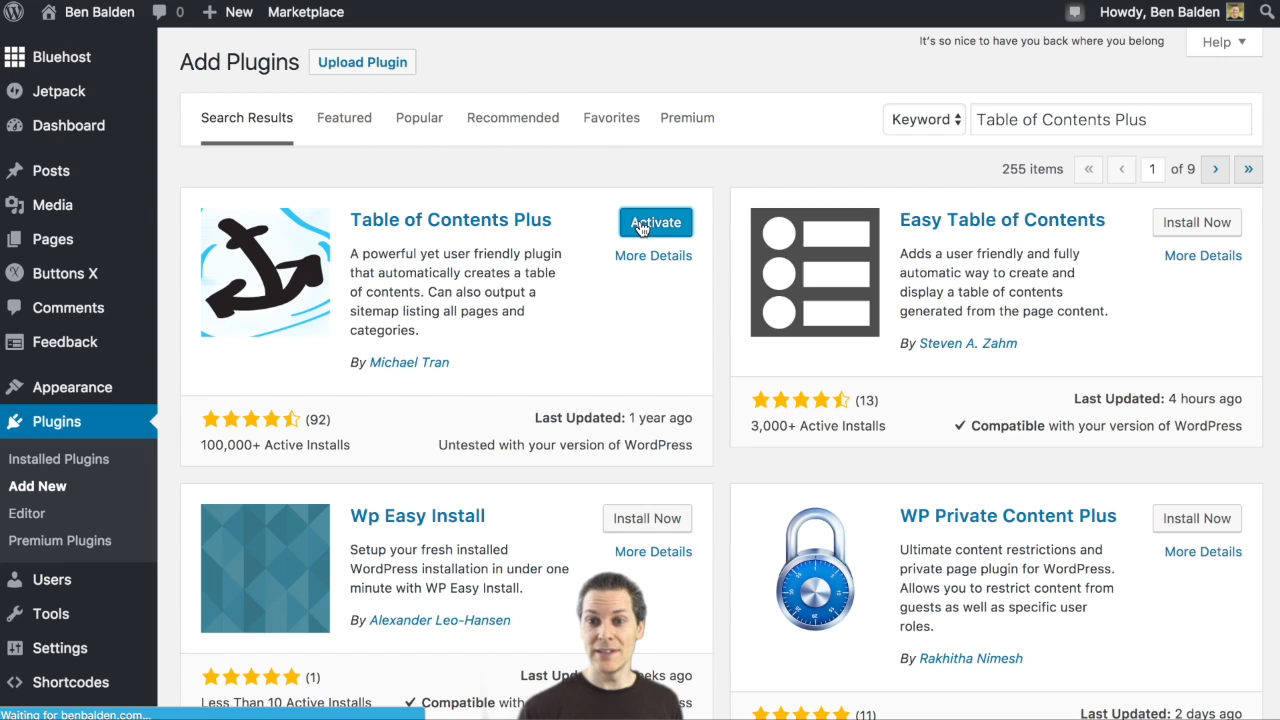 Ben Balden
0
New
Marketplace
Howdy, Ben Balden
Bluehost
Jetpack
Dashboard
Posts
Media
Pages
Buttons X
Comments
Feedback
Appearance
Plugins
Installed Plugins
Add New
Editor
Premium Plugins
Users
Tools
Settings
Shortcodes
Waiting for benbalden.com...
It's so nice to have you back where you belong
Help
Add Plugins
Upload Plugin
Search Results
Featured
Popular
Recommended
Favorites
Premium
Keyword
Table of Contents Plus
255 items
«
‹
1
of 9
›
»
Table of Contents Plus
Activate
More Details
A powerful yet user friendly plugin
that automatically creates a table
of contents. Can also output a
sitemap listing all pages and
categories.
By Michael Tran
(92)
100,000+ Active Installs
Last Updated: 1 year ago
Untested with your version of WordPress
Easy Table of Contents
Install Now
More Details
Adds a user friendly and fully
automatic way to create and
display a table of contents
generated from the page content.
By Steven A. Zahm
(13)
3,000+ Active Installs
Last Updated: 4 hours ago
Compatible with your version of WordPress
Wp Easy Install
Install Now
More Details
Setup your fresh installed
WordPress installation in under one
minute with WP Easy Install.
By Alexander Leo-Hansen
(1)
Less Than 10 Active Installs
Last
ago
Compatible
WP Private Content Plus
Install Now
More Details
Ultimate content restrictions and
private page plugin for WordPress.
Allows you to restrict content from
guests as well as specific user
roles.
By Rakhitha Nimesh
(11)
Last Updated: 2 days ago